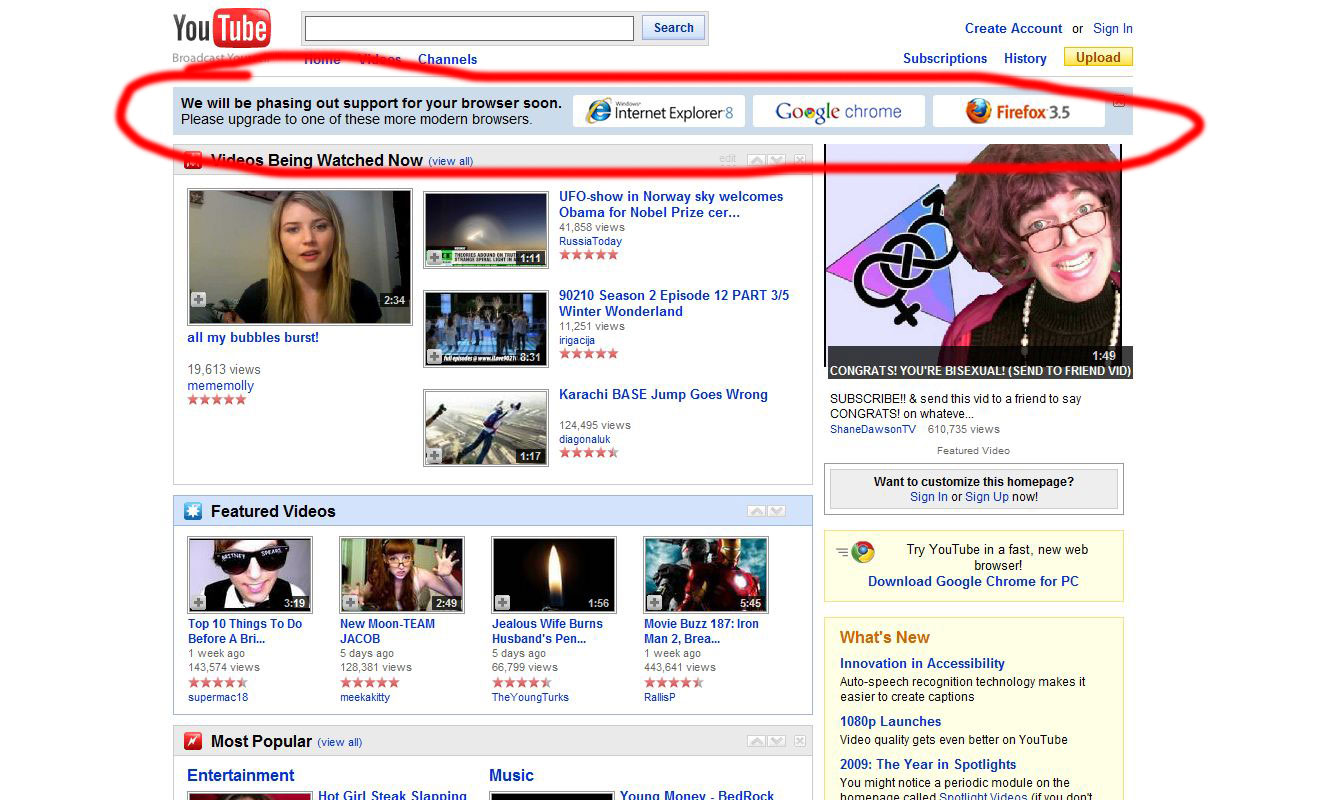 YouTube
Search
Create Account or Sign In
Broadcast
Home Videos Channels
Subscriptions History Upload
We will be phasing out support for your browser soon.
Please upgrade to one of these more modern browsers.
Windows Internet Explorer 8
Google chrome
Firefox 3.5
Videos Being Watched Now (view all)
edit
2:34
all my bubbles burst!
19,613 views
mememolly
1:11
UFO-show in Norway sky welcomes
Obama for Nobel Prize cer...
41,858 views
RussiaToday
8:31
90210 Season 2 Episode 12 PART 3/5
Winter Wonderland
11,251 views
irigacija
1:17
Karachi BASE Jump Goes Wrong
124,495 views
diagonaluk
1:49
CONGRATS! YOU'RE BISEXUAL! (SEND TO FRIEND VID)
SUBSCRIBE!! & send this vid to a friend to say
CONGRATS! on whateve...
ShaneDawsonTV 610,735 views
Featured Video
Want to customize this homepage?
Sign In or Sign Up now!
Try YouTube in a fast, new web
browser!
Download Google Chrome for PC
What's New
Innovation in Accessibility
Auto-speech recognition technology makes it
easier to create captions
1080p Launches
Video quality gets even better on YouTube
2009: The Year in Spotlights
You might notice a periodic module on the
homepage called Spotlight Videos (if you don't
Featured Videos
BRITNEY SPEARS
3:19
Top 10 Things To Do
Before A Bri...
1 week ago
143,574 views
supermac18
2:49
New Moon-TEAM
JACOB
5 days ago
128,381 views
meekakitty
1:56
Jealous Wife Burns
Husband's Pen...
5 days ago
66,799 views
TheYoungTurks
5:45
Movie Buzz 187: Iron
Man 2, Brea...
1 week ago
443,641 views
RallisP
Most Popular (view all)
Entertainment
Hot Girl Steak Slapping
Music
Young Money - BedRock